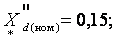 X″*d(ном) = 0,15;